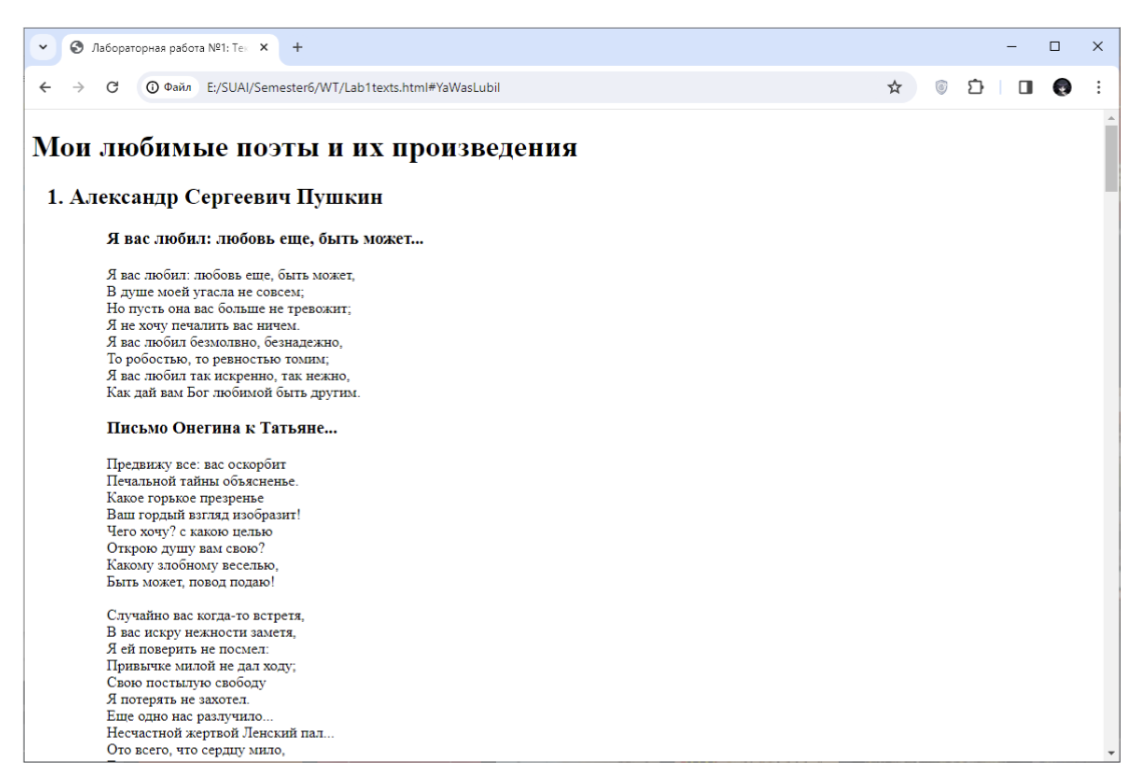 Лабораторная работа №1: Те
Файл E:/SUAI/Semester6/WT/Lab1texts.html#YaWasLubil
Мои любимые поэты и их произведения
1. Александр Сергеевич Пушкин
Я вас любил: любовь еще, быть может...
Я вас любил: любовь еще, быть может,
В душе моей угасла не совсем;
Но пусть она вас больше не тревожит;
Я не хочу печалить вас ничем.
Я вас любил безмолвно, безнадежно,
То робостью, то ревностью томим;
Я вас любил так искренно, так нежно,
Как дай вам Бог любимой быть другим.
Письмо Онегина к Татьяне...
Предвижу все: вас оскорбит
Печальной тайны объясненье.
Какое горькое презренье
Ваш гордый взгляд изобразит!
Чего хочу? с какою целью
Открою душу вам свою?
Какому злобному веселью,
Быть может, повод подаю!
Случайно вас когда-то встретя,
В вас искру нежности заметя,
Я ей поверить не посмел:
Привычке милой не дал ходу;
Свою постылую свободу
Я потерять не захотел.
Еще одно нас разлучило...
Несчастной жертвой Ленский пал...
Ото всего, что сердцу мило,